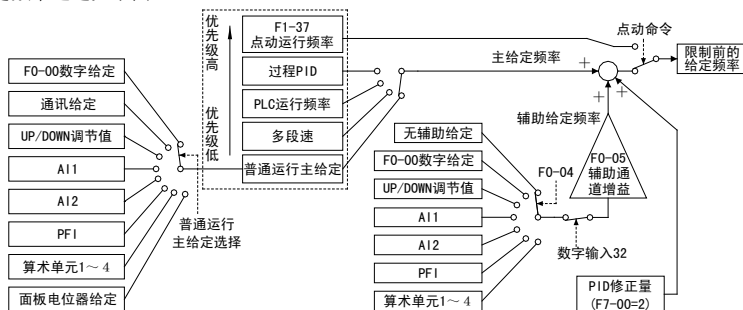 优先级高
优先级低
F1-37
点动运行频率
过程PID
PLC运行频率
多段速
普通运行主给定
F0-00数字给定
通讯给定
UP/DOWN调节值
AI1
AI2
PFI
算术单元1～4
面板电位器给定
普通运行
主给定选择
主给定频率
点动命令
限制前的
给定频率
+
+
+
辅助给定频率
无辅助给定
F0-00数字给定
UP/DOWN调节值
AI1
AI2
PFI
算术单元1～4
F0-04
F0-05
辅助通
道增益
数字输入32
PID修正量
(F7-00=2)